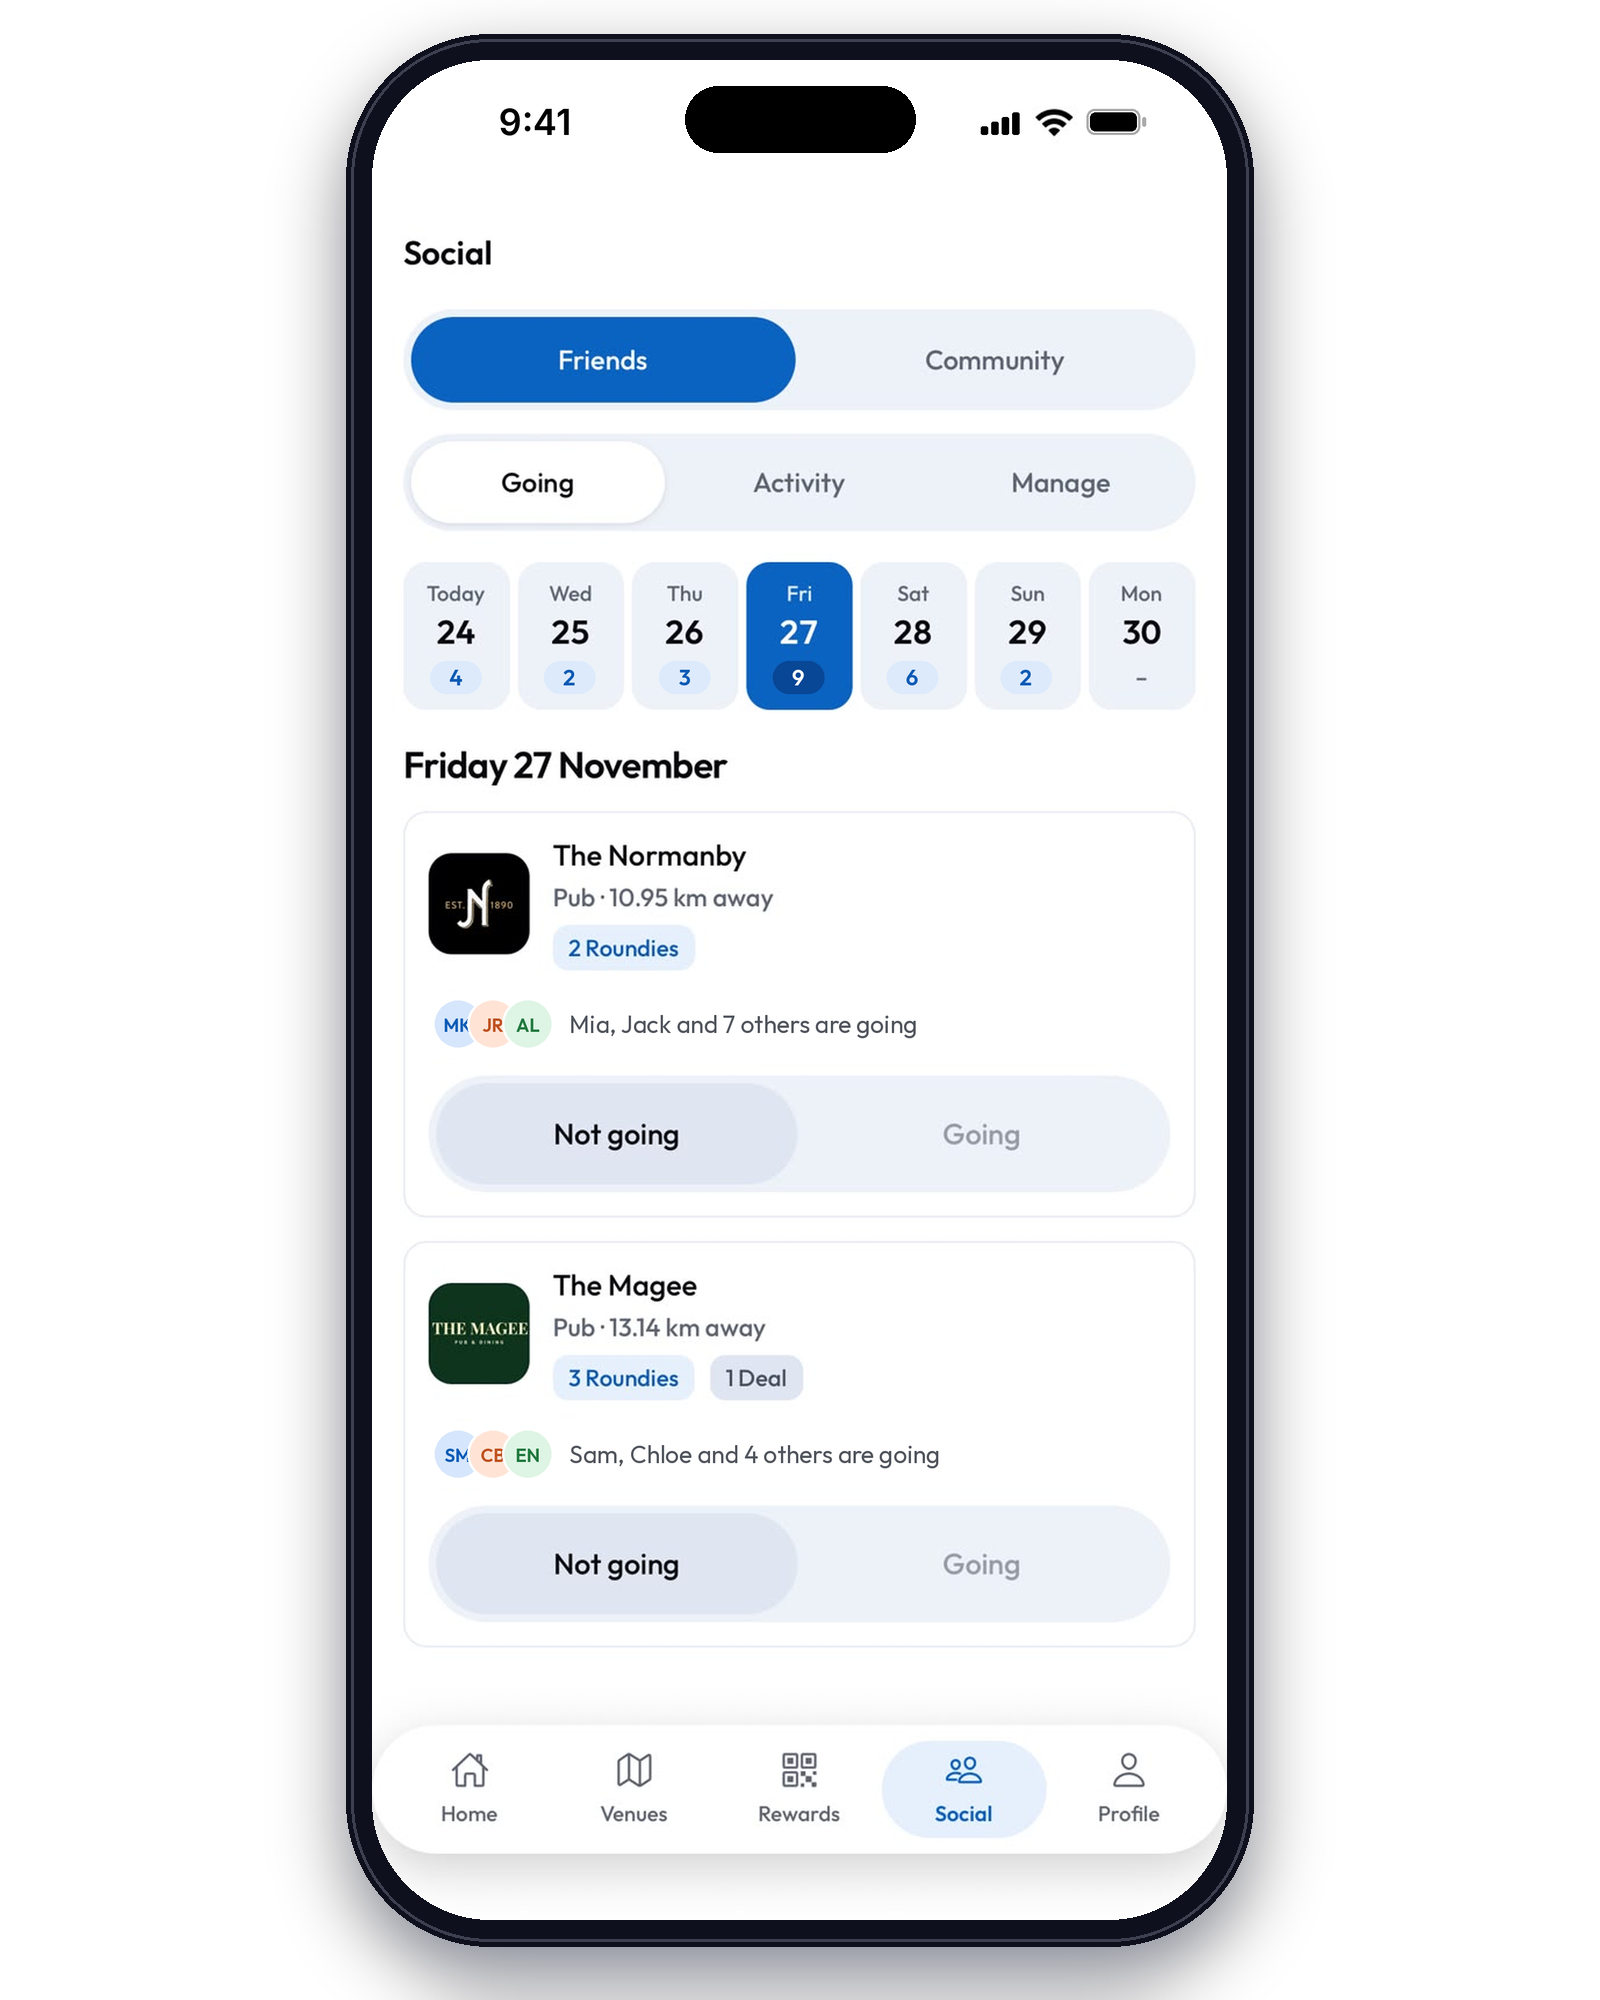 9:41
Social
Friends Community
Going Activity Manage
Today Wed Thu Fri Sat Sun Mon
24 25 26 27 28 29 30
4 2 3 9 6 2 –
Friday 27 November
The Normanby
EST. N 1890
Pub · 10.95 km away
2 Roundies
MK JR AL Mia, Jack and 7 others are going
Not going Going
The Magee
THE MAGEE
PUB & DINING
Pub · 13.14 km away
3 Roundies 1 Deal
SM CB EN Sam, Chloe and 4 others are going
Not going Going
Home Venues Rewards Social Profile